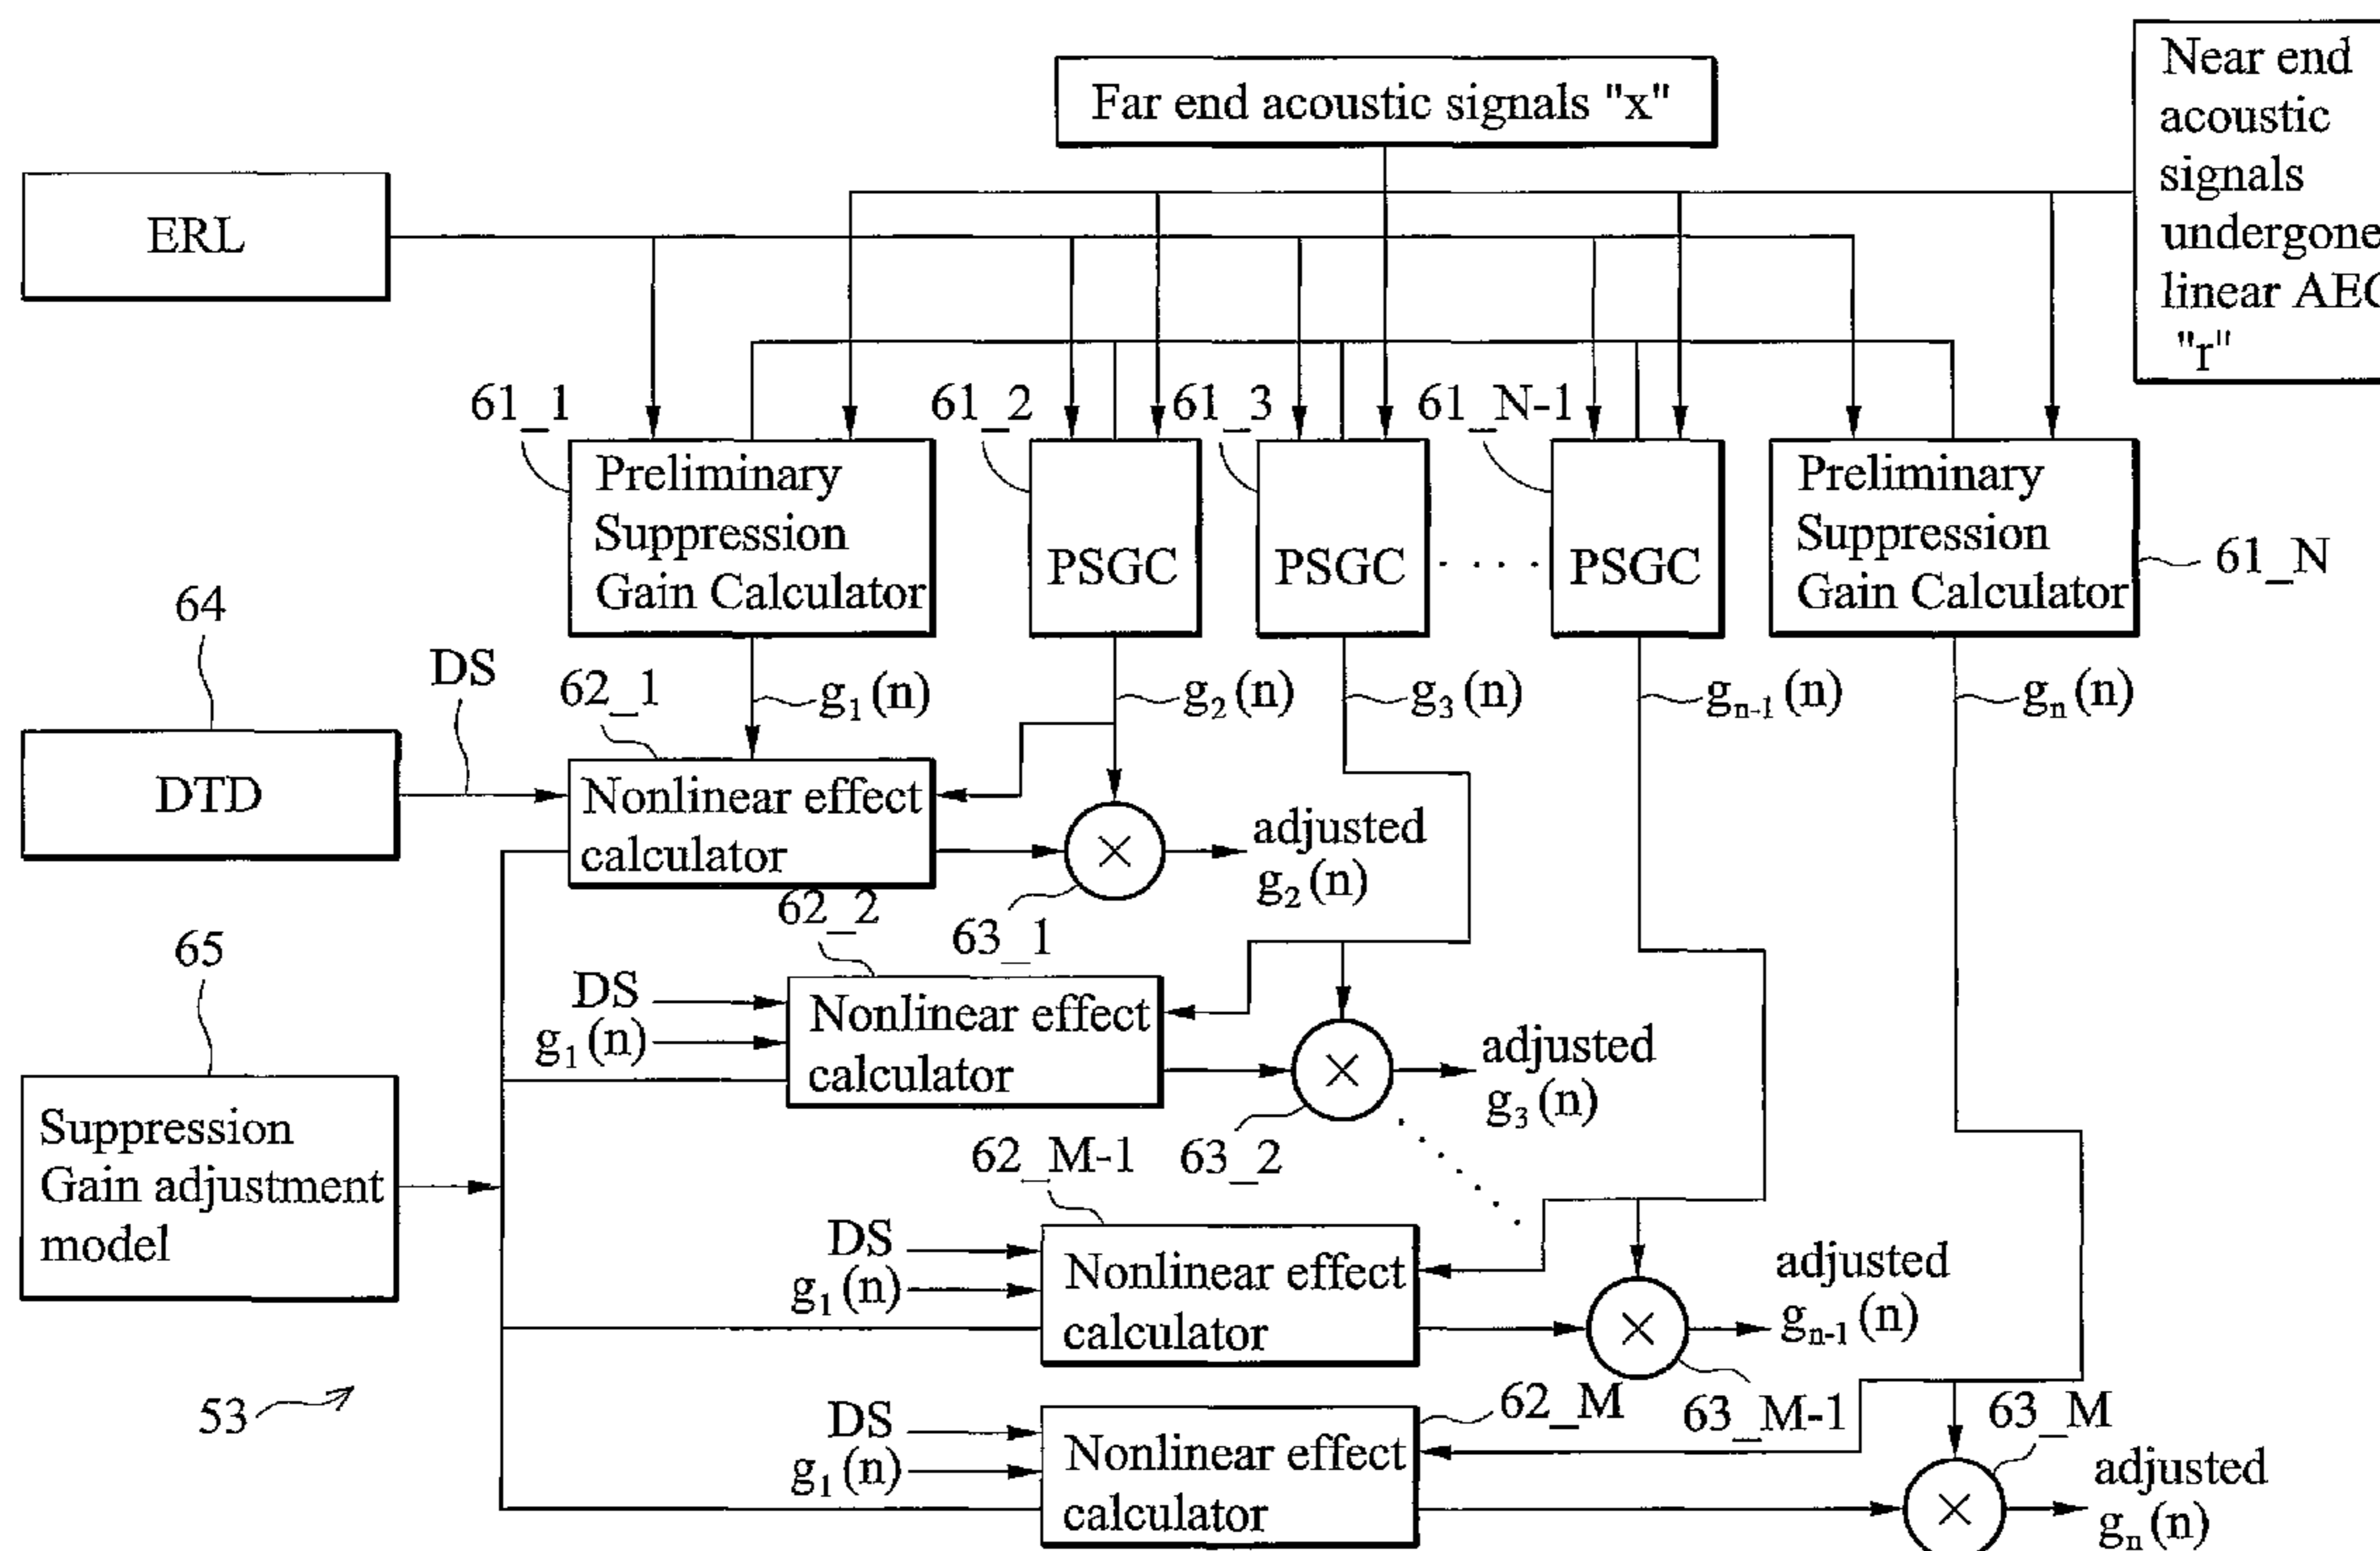 Far end acoustic signals "x"
Near end
acoustic
signals
undergone
linear AEC
"r"
ERL
61_1
61_2
61_3
61_N-1
Preliminary
Suppression
Gain Calculator
PSGC
PSGC
. . . .
PSGC
Preliminary
Suppression
Gain Calculator
61_N
64
DS
62_1
g1 (n)
g2 (n)
g3 (n)
gn-1 (n)
gn (n)
DTD
Nonlinear effect
calculator
×
adjusted
g2 (n)
62_2
63_1
65
DS
g1 (n)
Nonlinear effect
calculator
×
adjusted
g3 (n)
Suppression
Gain adjustment
model
62_M-1
63_2
DS
g1 (n)
Nonlinear effect
calculator
×
adjusted
gn-1 (n)
53
DS
g1 (n)
Nonlinear effect
calculator
62_M
63_M-1
63_M
×
adjusted
gn (n)